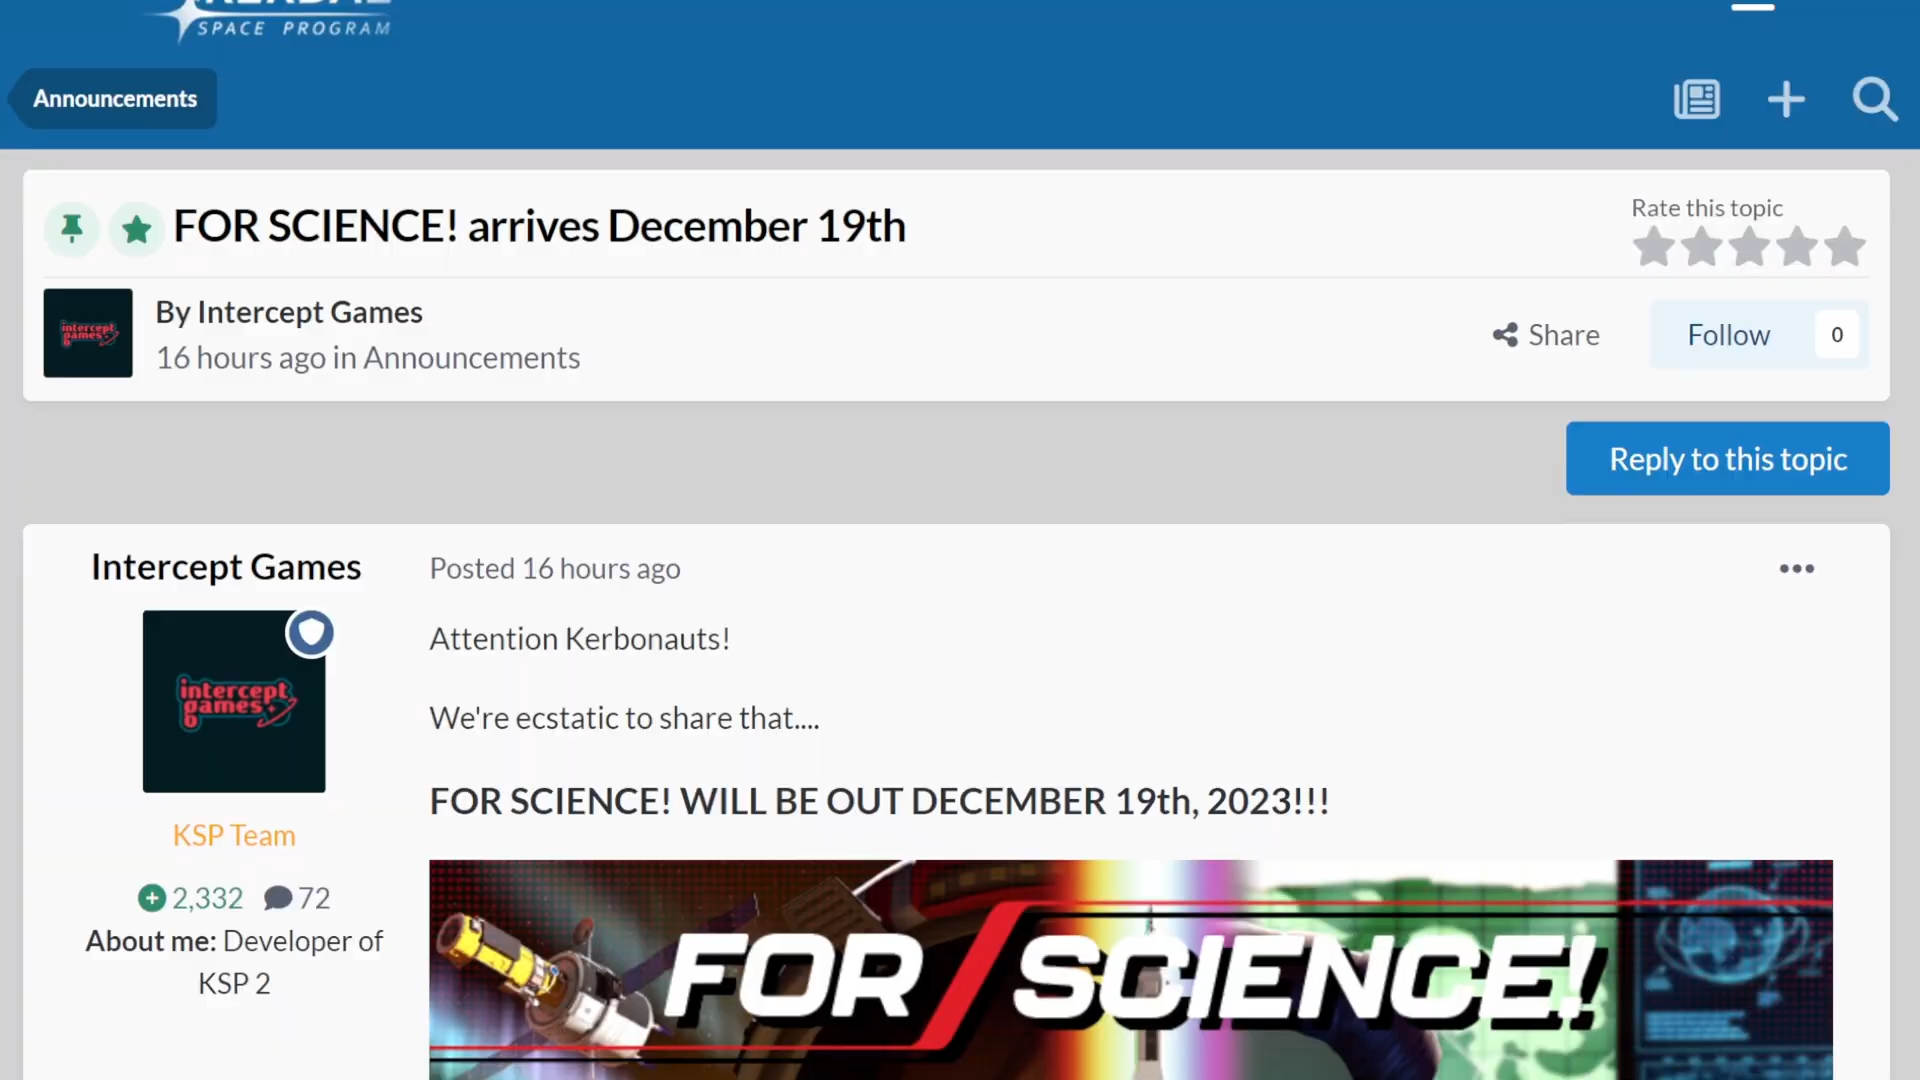 SPACE PROGRAM
Announcements
FOR SCIENCE! arrives December 19th
Rate this topic
intercept games
By Intercept Games
16 hours ago in Announcements
Share
Follow
0
Reply to this topic
Intercept Games
Posted 16 hours ago
Attention Kerbonauts!
intercept
games
We're ecstatic to share that....
FOR SCIENCE! WILL BE OUT DECEMBER 19th, 2023!!!
KSP Team
2,332 72
About me: Developer of
KSP 2
FOR/SCIENCE!